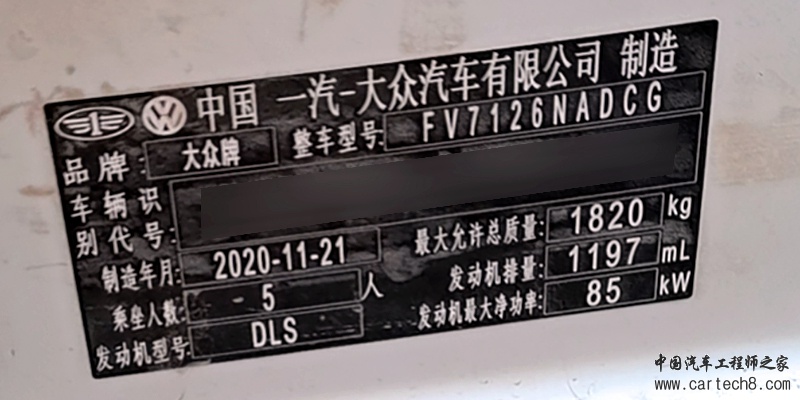 中国 一汽-大众汽车有限公司 制造
品牌: 大众牌 整车型号: FV7126NADCG
车辆识
别代号:
制造年月: 2020-11-21 最大允许总质量: 1820 kg
乘坐人数: 5 人 发动机排量: 1197 mL
发动机型号: DLS 发动机最大净功率: 85 kW
中国汽车工程师之家
www.cartech8.com